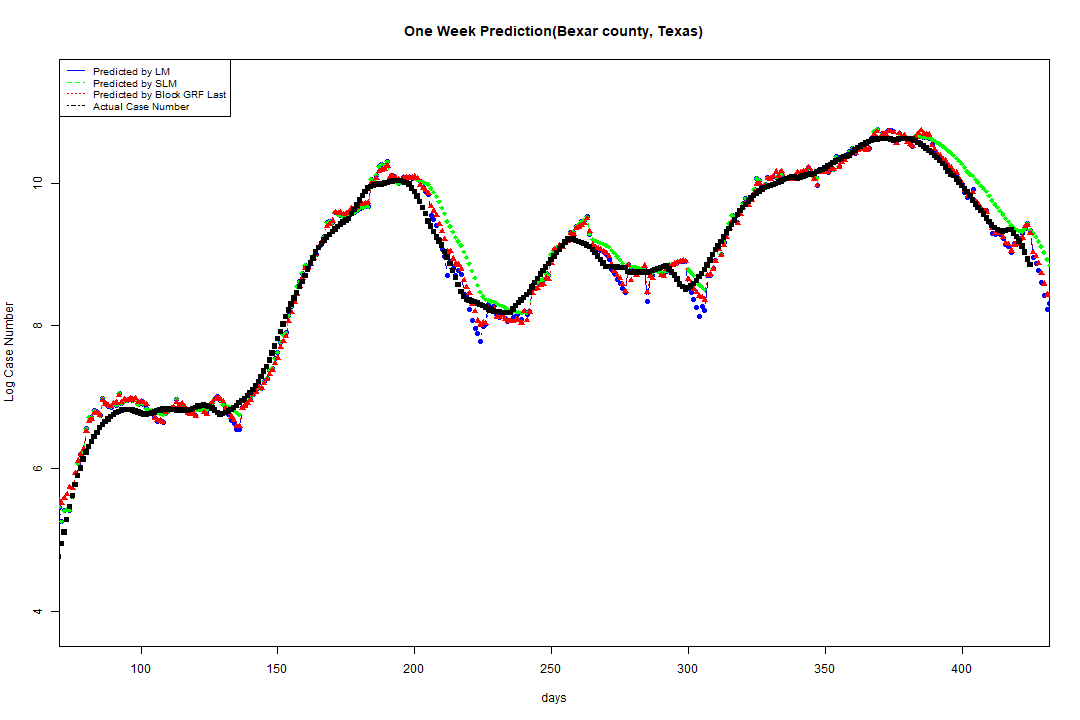 One Week Prediction(Bexar county, Texas)
Predicted by LM
Predicted by SLM
Predicted by Block GRF Last
Actual Case Number
Log Case Number
10
8
6
4
100 150 200 250 300 350 400
days